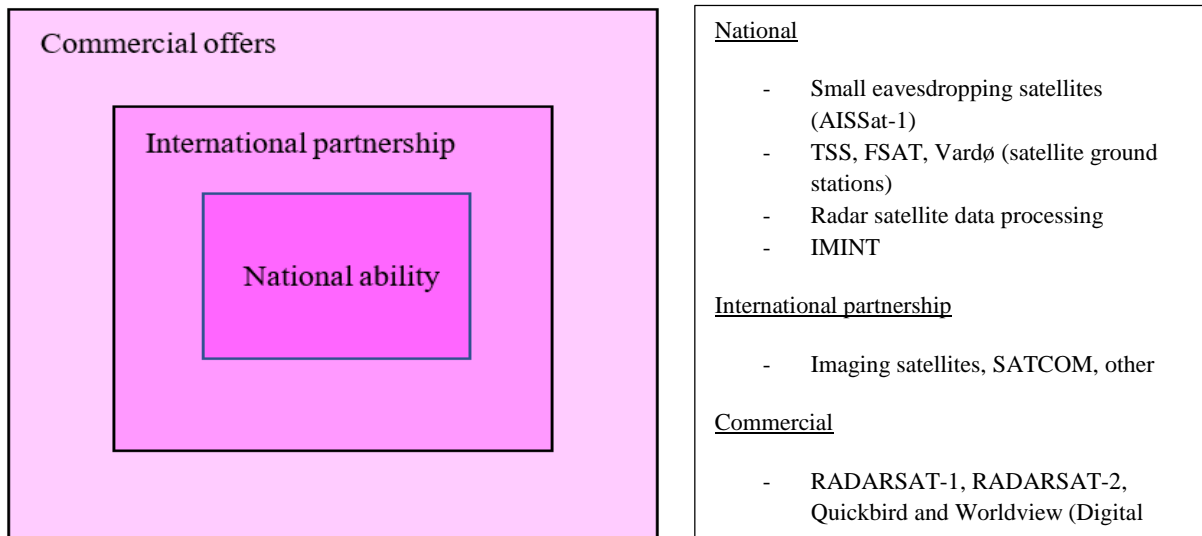 Commercial offers
International partnership
National ability
National
- Small eavesdropping satellites
(AISSat-1)
- TSS, FSAT, Vardø (satellite ground
stations)
- Radar satellite data processing
- IMINT
International partnership
- Imaging satellites, SATCOM, other
Commercial
- RADARSAT-1, RADARSAT-2,
Quickbird and Worldview (Digital